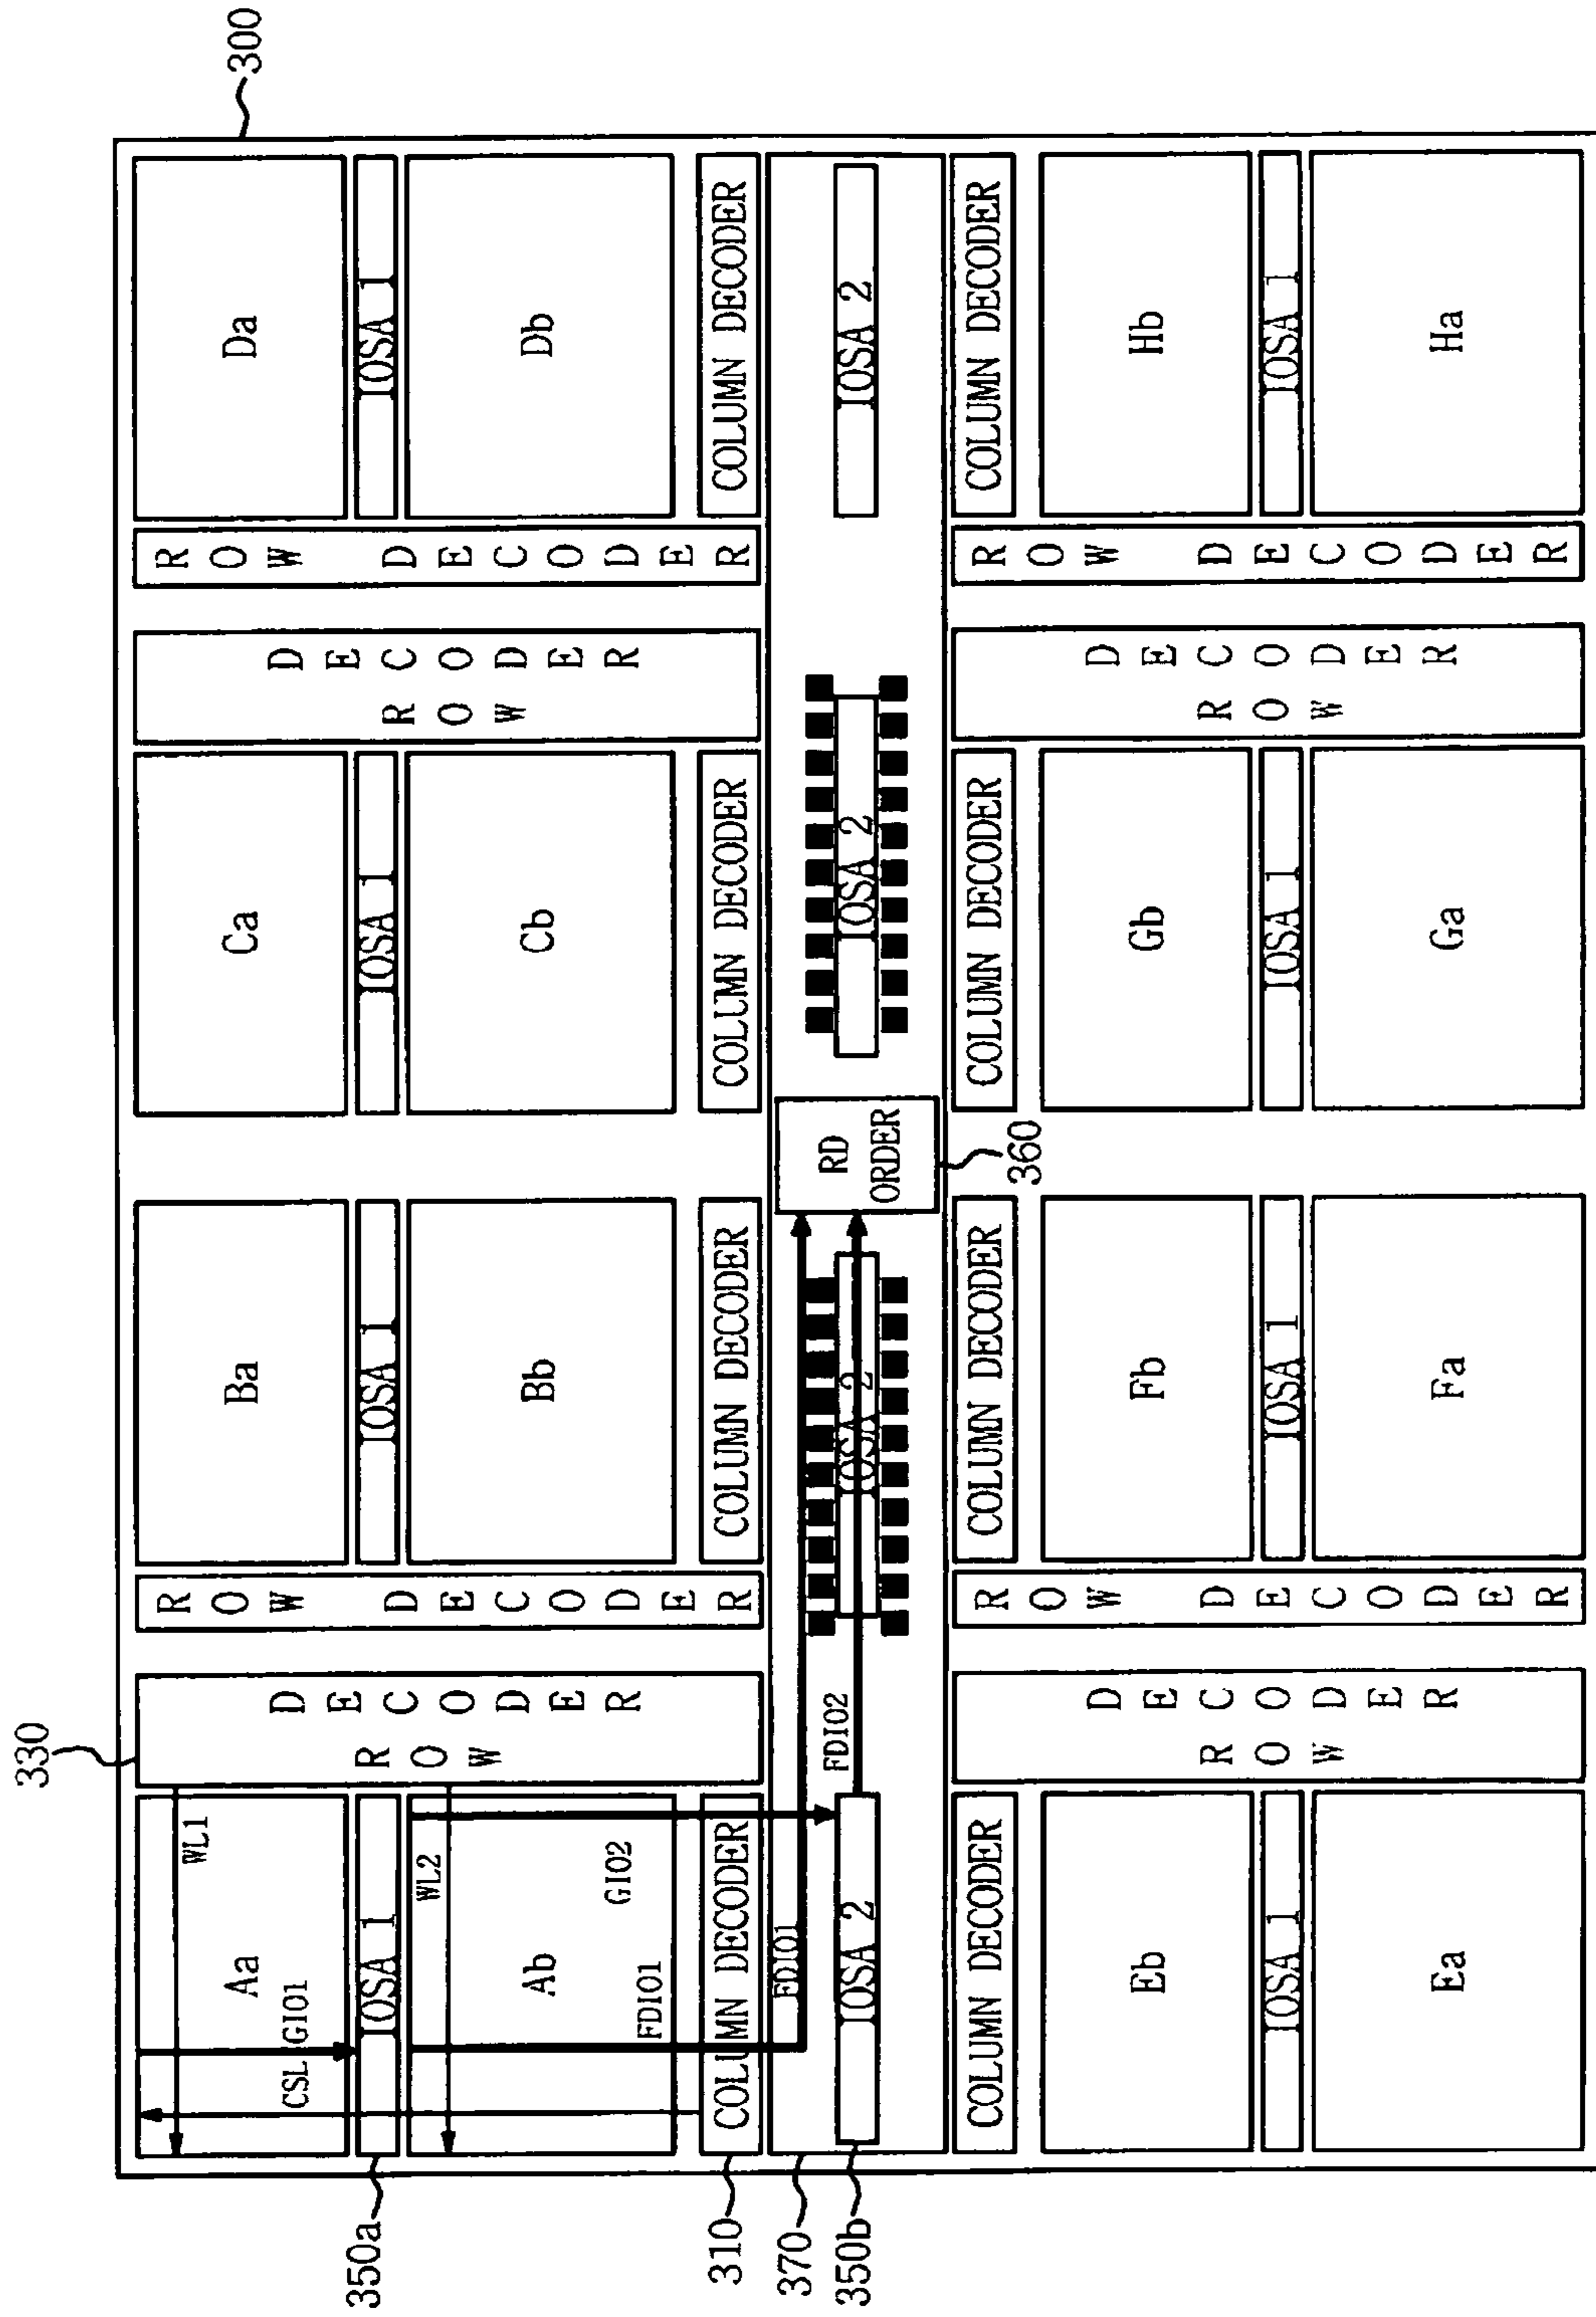 330
300
WL1
Aa
Ba
Ca
Da
CSL GIO1
350a
IOSA 1
IOSA 1
IOSA 1
IOSA 1
ROW DECODER
ROW DECODER
ROW DECODER
ROW DECODER
WL2
Ab
Bb
Cb
Db
GIO2
FDIO1
310
COLUMN DECODER
COLUMN DECODER
COLUMN DECODER
COLUMN DECODER
370
FDIO1
FDIO2
RD
ORDER
350b
IOSA 2
IOSA 2
IOSA 2
IOSA 2
360
COLUMN DECODER
COLUMN DECODER
COLUMN DECODER
COLUMN DECODER
ROW DECODER
ROW DECODER
ROW DECODER
ROW DECODER
Eb
Fb
Gb
Hb
IOSA 1
IOSA 1
IOSA 1
IOSA 1
Ea
Fa
Ga
Ha